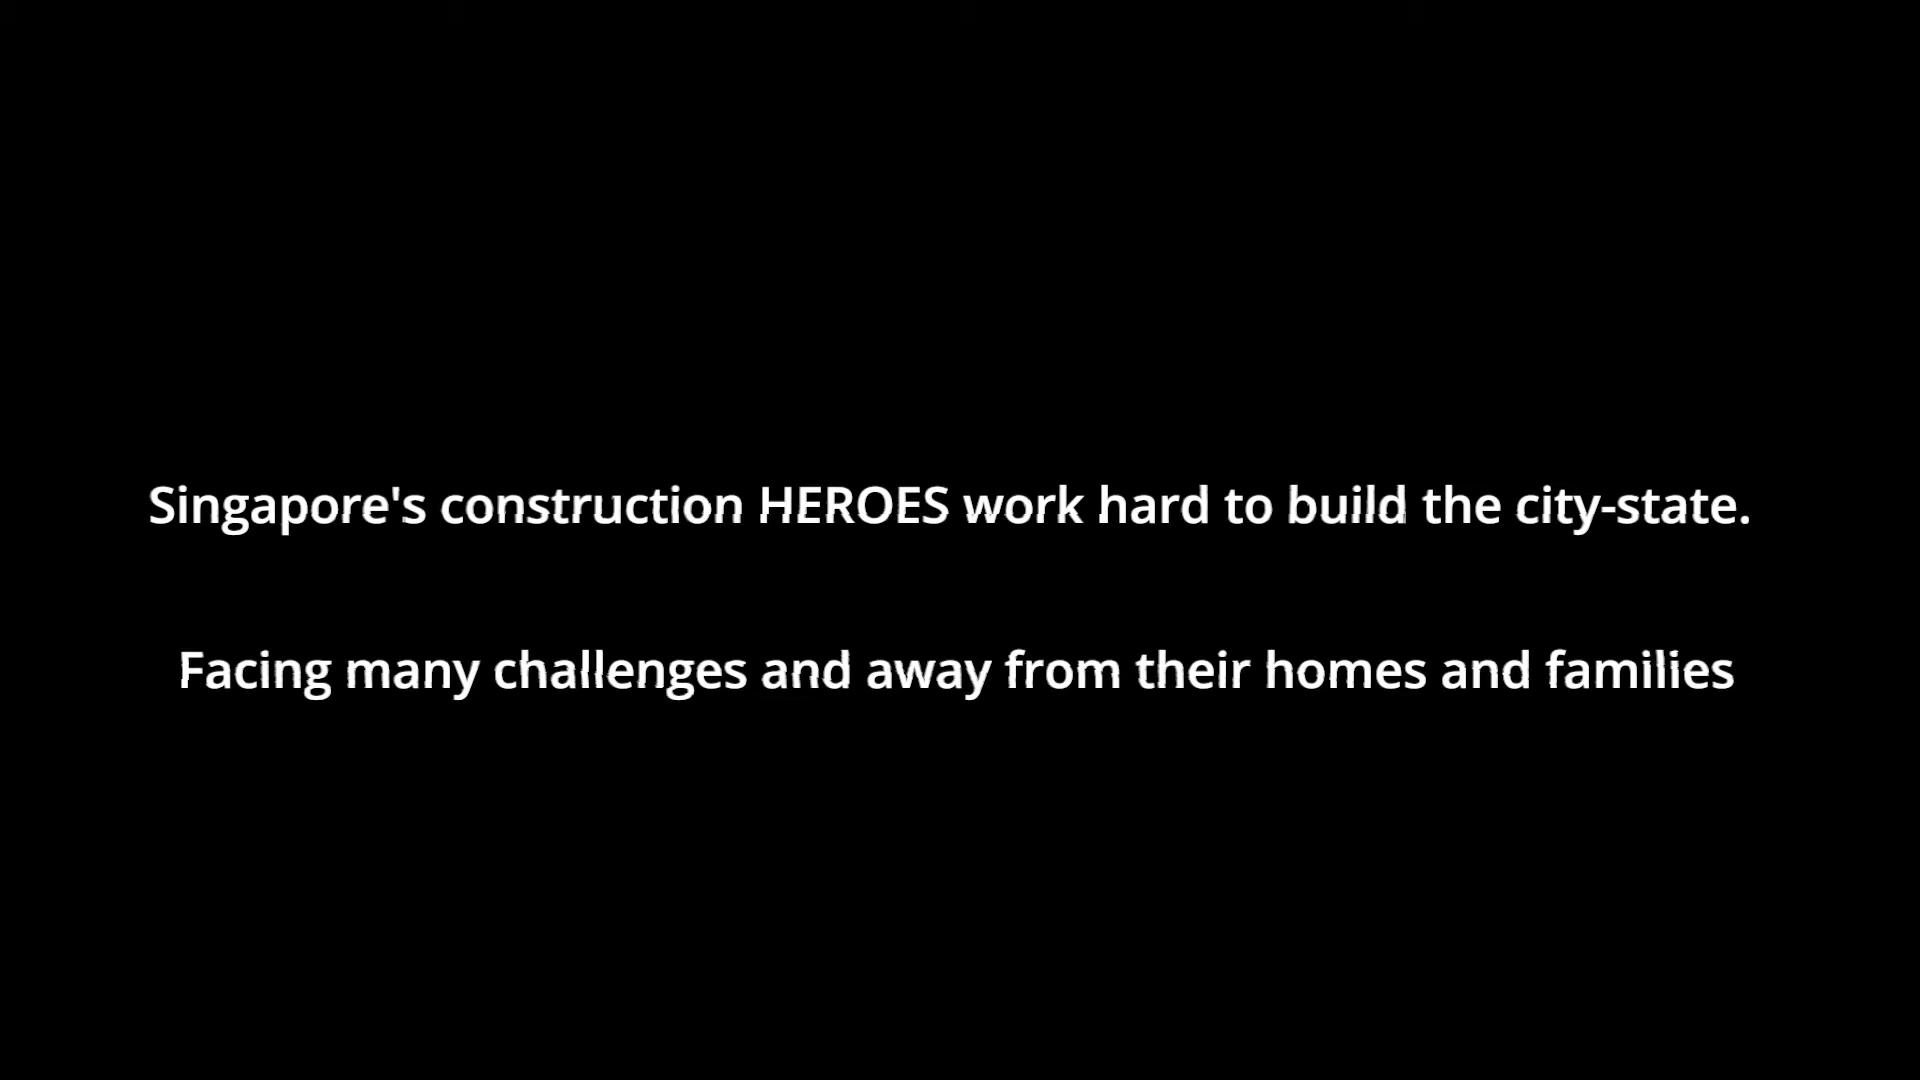 Singapore's construction HEROES work hard to build the city-state.
Facing many challenges and away from their homes and families